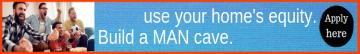 use your home's equity.
Build a MAN cave.
Apply
here